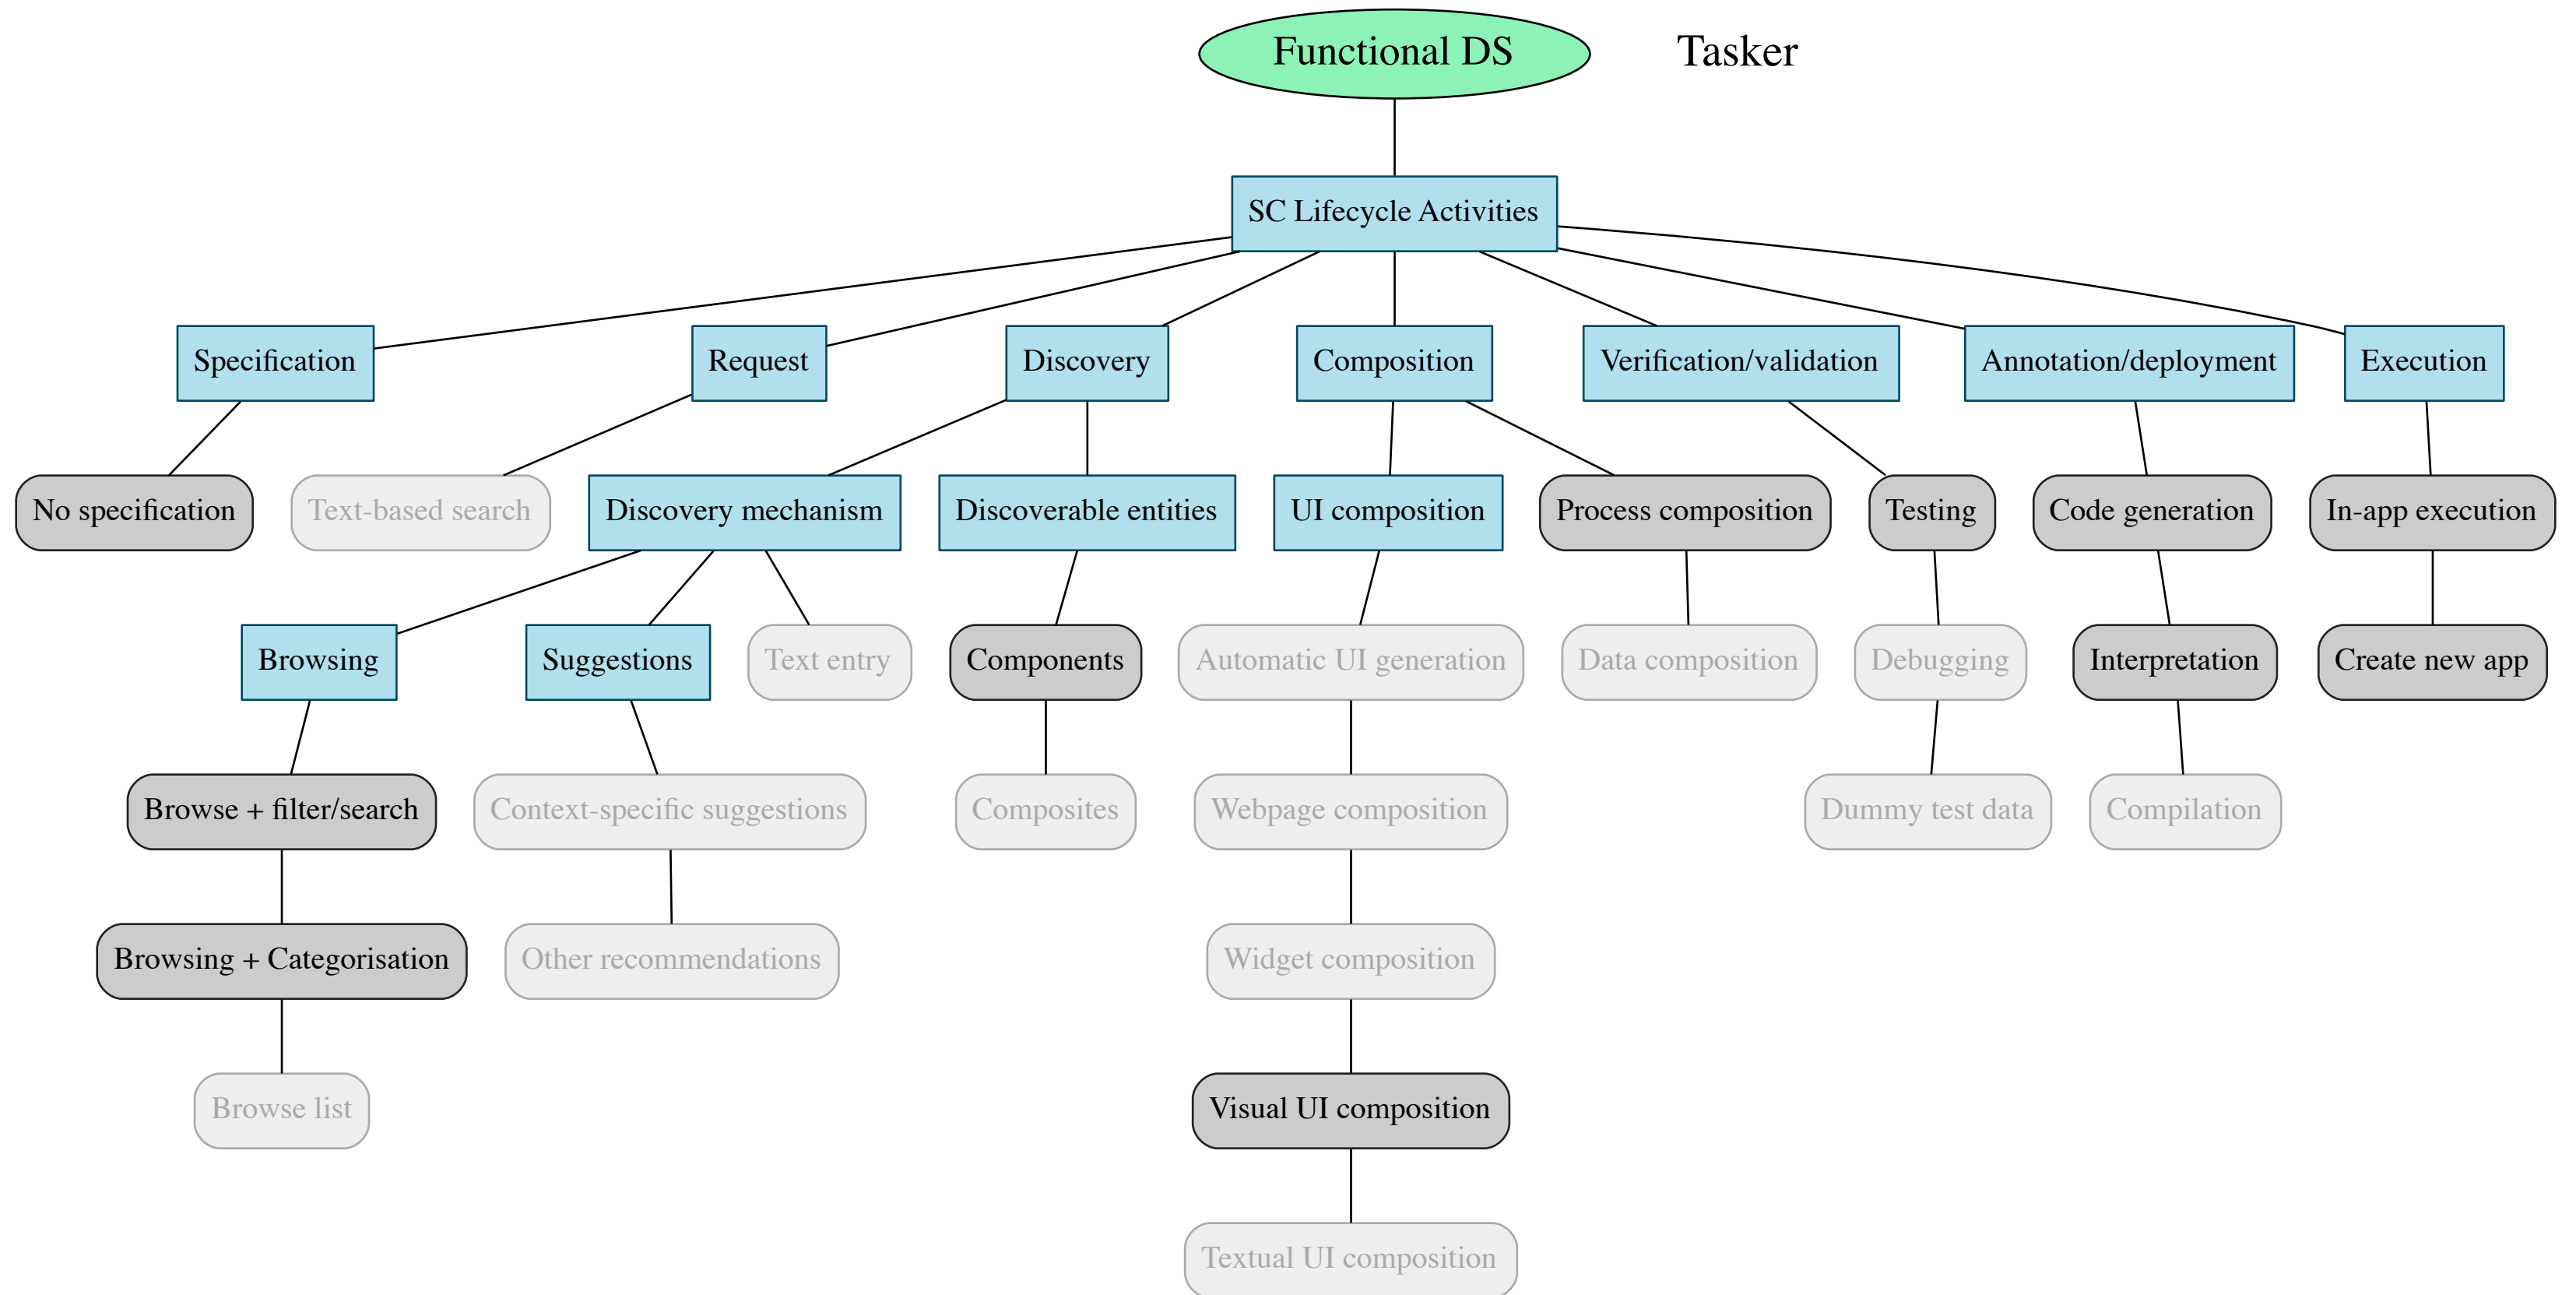 Functional DS
Tasker
SC Lifecycle Activities
Specification
Request
Discovery
Composition
Verification/validation
Annotation/deployment
Execution
No specification
Text-based search
Discovery mechanism
Discoverable entities
UI composition
Process composition
Testing
Code generation
In-app execution
Browsing
Suggestions
Text entry
Components
Automatic UI generation
Data composition
Debugging
Interpretation
Create new app
Browse + filter/search
Context-specific suggestions
Composites
Webpage composition
Dummy test data
Compilation
Browsing + Categorisation
Other recommendations
Widget composition
Browse list
Visual UI composition
Textual UI composition